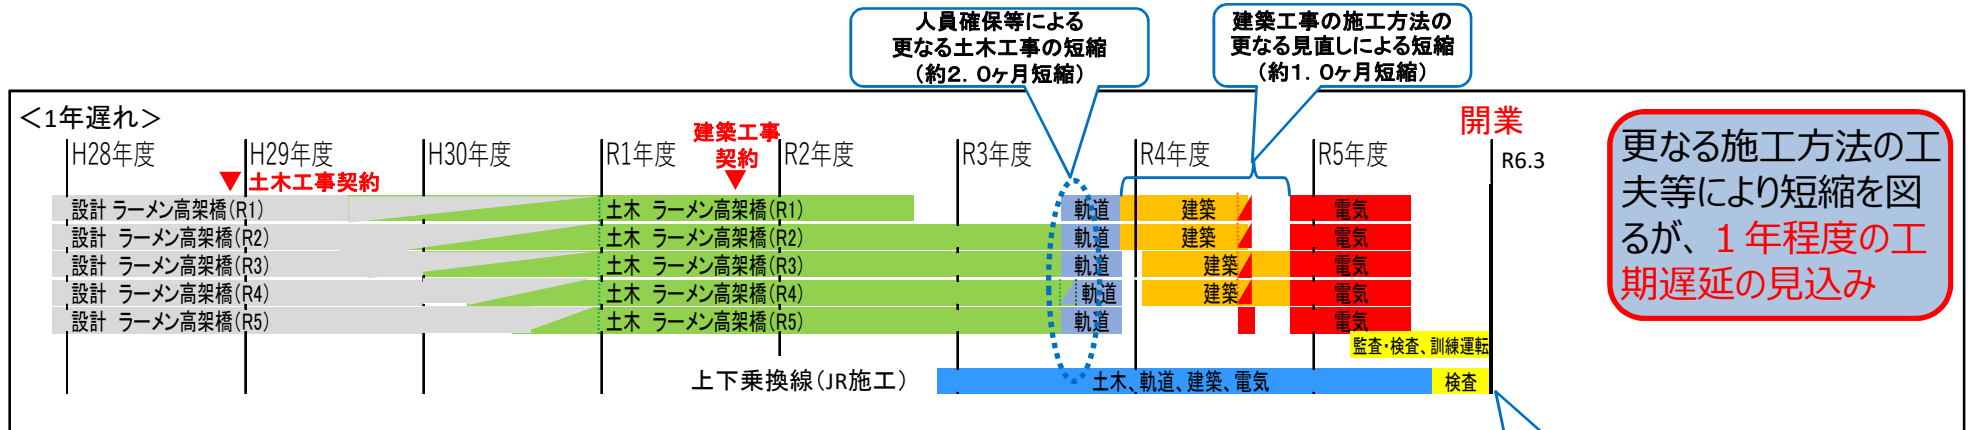 人員確保等による
更なる土木工事の短縮
（約2．0ヶ月短縮）
建築工事の施工方法の
更なる見直しによる短縮
（約1．0ヶ月短縮）
＜1年遅れ＞
開業
H28年度
H29年度
H30年度
R1年度
R2年度
R3年度
R4年度
R5年度
R6.3
▼土木工事契約
建築工事
契約
▼
設計 ラーメン高架橋(R1)
土木 ラーメン高架橋(R1)
軌道
建築
電気
設計 ラーメン高架橋(R2)
土木 ラーメン高架橋(R2)
軌道
建築
電気
設計 ラーメン高架橋(R3)
土木 ラーメン高架橋(R3)
軌道
建築
電気
設計 ラーメン高架橋(R4)
土木 ラーメン高架橋(R4)
軌道
建築
電気
設計 ラーメン高架橋(R5)
土木 ラーメン高架橋(R5)
軌道
電気
監査・検査、訓練運転
上下乗換線(JR施工)
土木、軌道、建築、電気
検査
更なる施工方法の工
夫等により短縮を図
るが、１年程度の工
期遅延の見込み